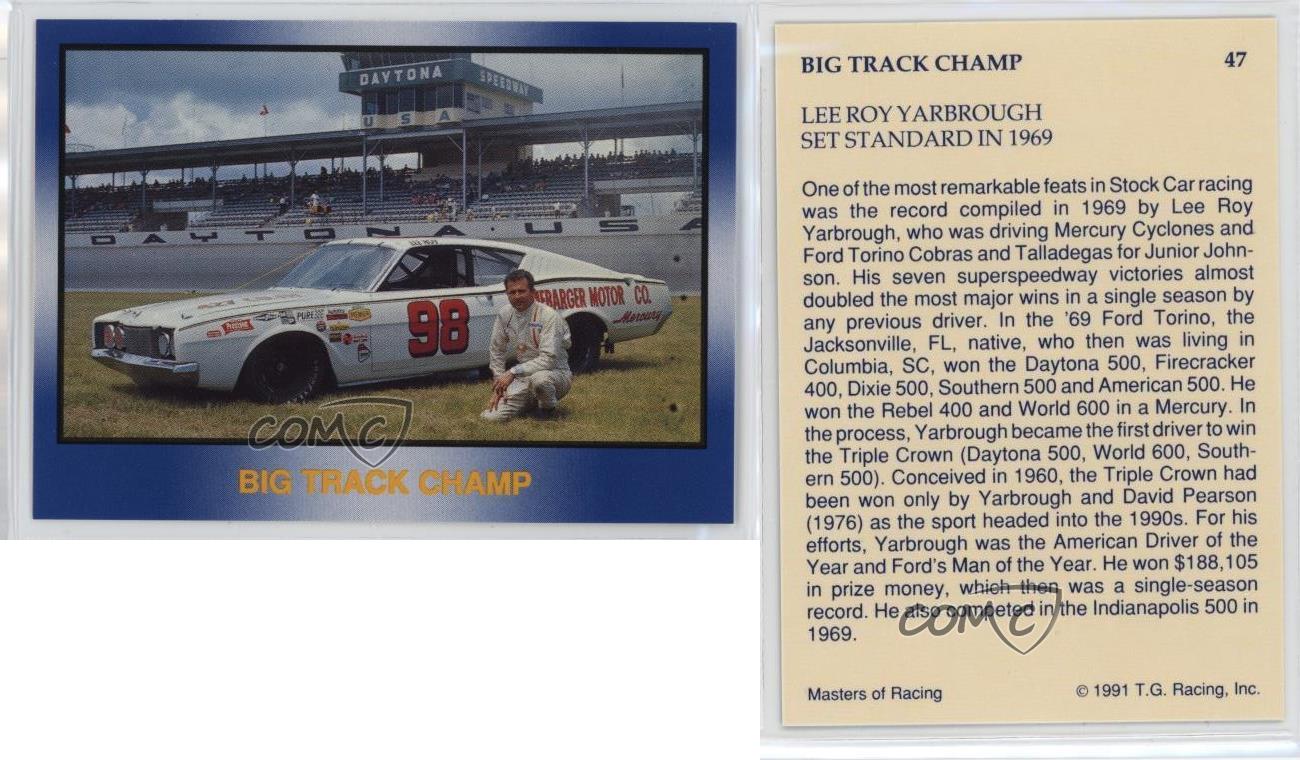 DAYTONA SPEEDWAY
U S A
DAYTONA · USA
LEE ROY
98
EBARGER MOTOR CO.
Mercury
PURE
BIG TRACK CHAMP
COMC
BIG TRACK CHAMP 47
LEE ROY YARBROUGH
SET STANDARD IN 1969
One of the most remarkable feats in Stock Car racing
was the record compiled in 1969 by Lee Roy
Yarbrough, who was driving Mercury Cyclones and
Ford Torino Cobras and Talladegas for Junior John-
son. His seven superspeedway victories almost
doubled the most major wins in a single season by
any previous driver. In the '69 Ford Torino, the
Jacksonville, FL, native, who then was living in
Columbia, SC, won the Daytona 500, Firecracker
400, Dixie 500, Southern 500 and American 500. He
won the Rebel 400 and World 600 in a Mercury. In
the process, Yarbrough became the first driver to win
the Triple Crown (Daytona 500, World 600, South-
ern 500). Conceived in 1960, the Triple Crown had
been won only by Yarbrough and David Pearson
(1976) as the sport headed into the 1990s. For his
efforts, Yarbrough was the American Driver of the
Year and Ford's Man of the Year. He won $188,105
in prize money, which then was a single-season
record. He also competed in the Indianapolis 500 in
1969.
COMC
Masters of Racing © 1991 T.G. Racing, Inc.